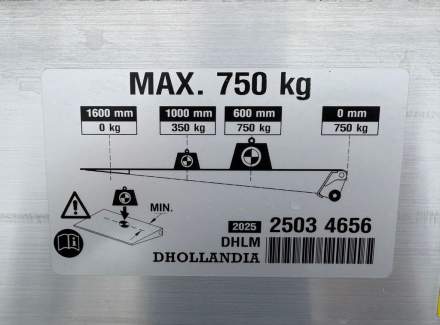 MAX. 750 kg
1600 mm 1000 mm 600 mm 0 mm
0 kg 350 kg 750 kg 750 kg
MIN.
2025 2503 4656
DHLM
DHOLLANDIA